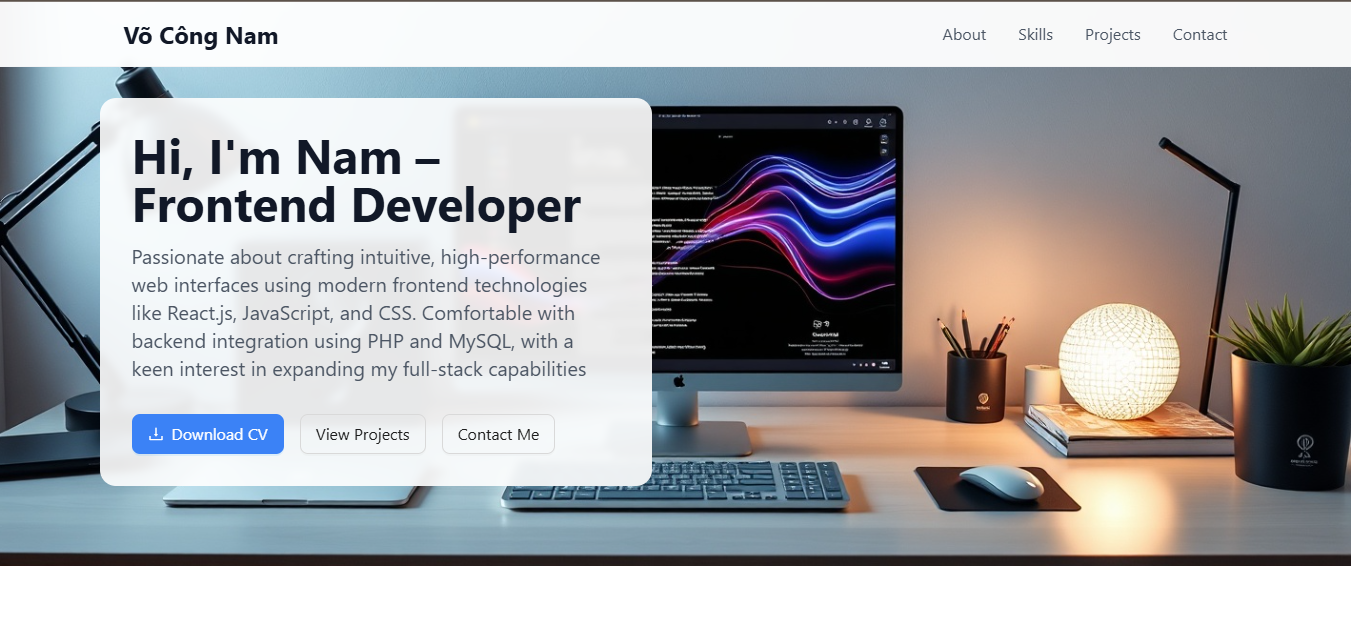 Võ Công Nam
About Skills Projects Contact
Hi, I'm Nam –
Frontend Developer
Passionate about crafting intuitive, high-performance
web interfaces using modern frontend technologies
like React.js, JavaScript, and CSS. Comfortable with
backend integration using PHP and MySQL, with a
keen interest in expanding my full-stack capabilities
Download CV
View Projects
Contact Me